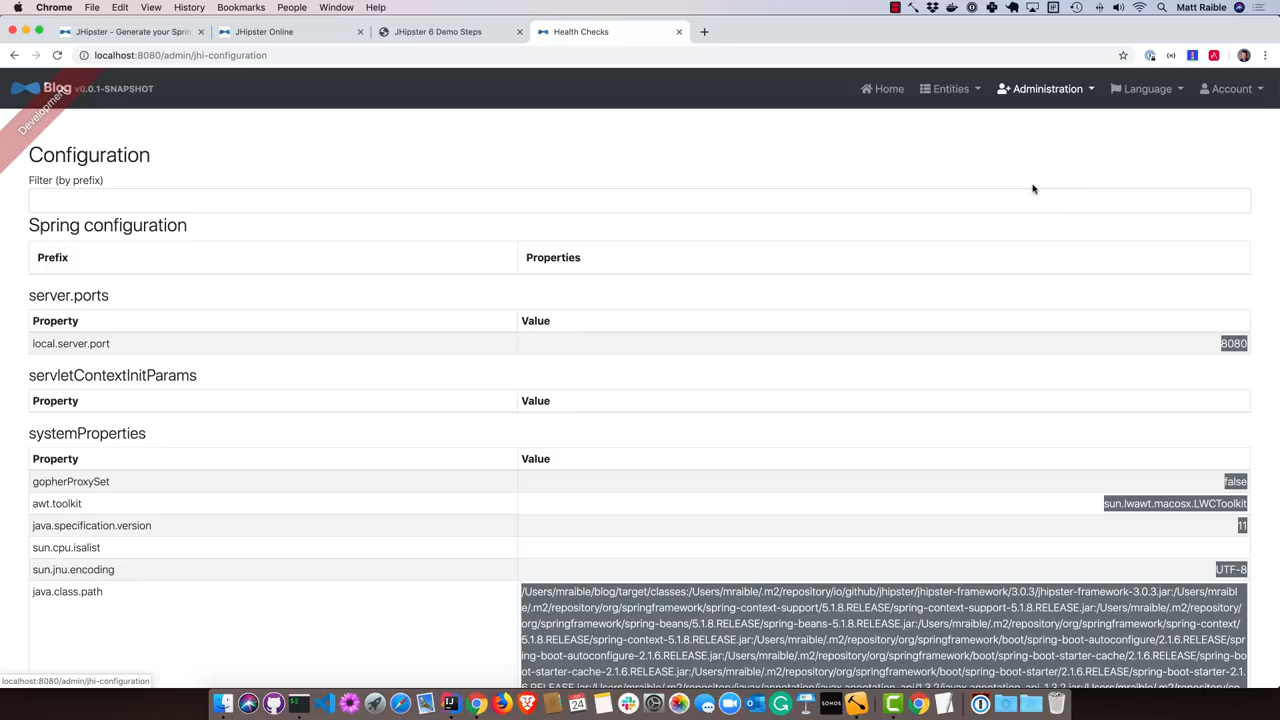 Chrome File Edit View History Bookmarks People Window Help Matt Raible
JHipster - Generate your Sprin JHipster Online JHipster 6 Demo Steps Health Checks
localhost:8080/admin/jhi-configuration
Blog v0.0.1-SNAPSHOT Home Entities Administration Language Account
Development
Configuration
Filter (by prefix)
Spring configuration
Prefix Properties
server.ports
Property Value
local.server.port 8080
servletContextInitParams
Property Value
systemProperties
Property Value
gopherProxySet false
awt.toolkit sun.lwawt.macosx.LWCToolkit
java.specification.version 11
sun.cpu.isalist
sun.jnu.encoding UTF-8
java.class.path /Users/mraible/blog/target/classes:/Users/mraible/.m2/repository/io/github/jhipster/jhipster-framework/3.0.3/jhipster-framework-3.0.3.jar:/Users/mraibl
e/.m2/repository/org/springframework/spring-context-support/5.1.8.RELEASE/spring-context-support-5.1.8.RELEASE.jar:/Users/mraible/.m2/repository/
org/springframework/spring-beans/5.1.8.RELEASE/spring-beans-5.1.8.RELEASE.jar:/Users/mraible/.m2/repository/org/springframework/spring-context/
5.1.8.RELEASE/spring-context-5.1.8.RELEASE.jar:/Users/mraible/.m2/repository/org/springframework/boot/spring-boot-autoconfigure/2.1.6.RELEASE/spr
ing-boot-autoconfigure-2.1.6.RELEASE.jar:/Users/mraible/.m2/repository/org/springframework/boot/spring-boot-starter-cache/2.1.6.RELEASE/spring-boo
t-starter-cache-2.1.6.RELEASE.jar:/Users/mraible/.m2/repository/org/springframework/boot/spring-boot-starter/2.1.6.RELEASE/spring-boot-starter-2.1.
localhost:8080/admin/jhi-configuration
24
SONOS